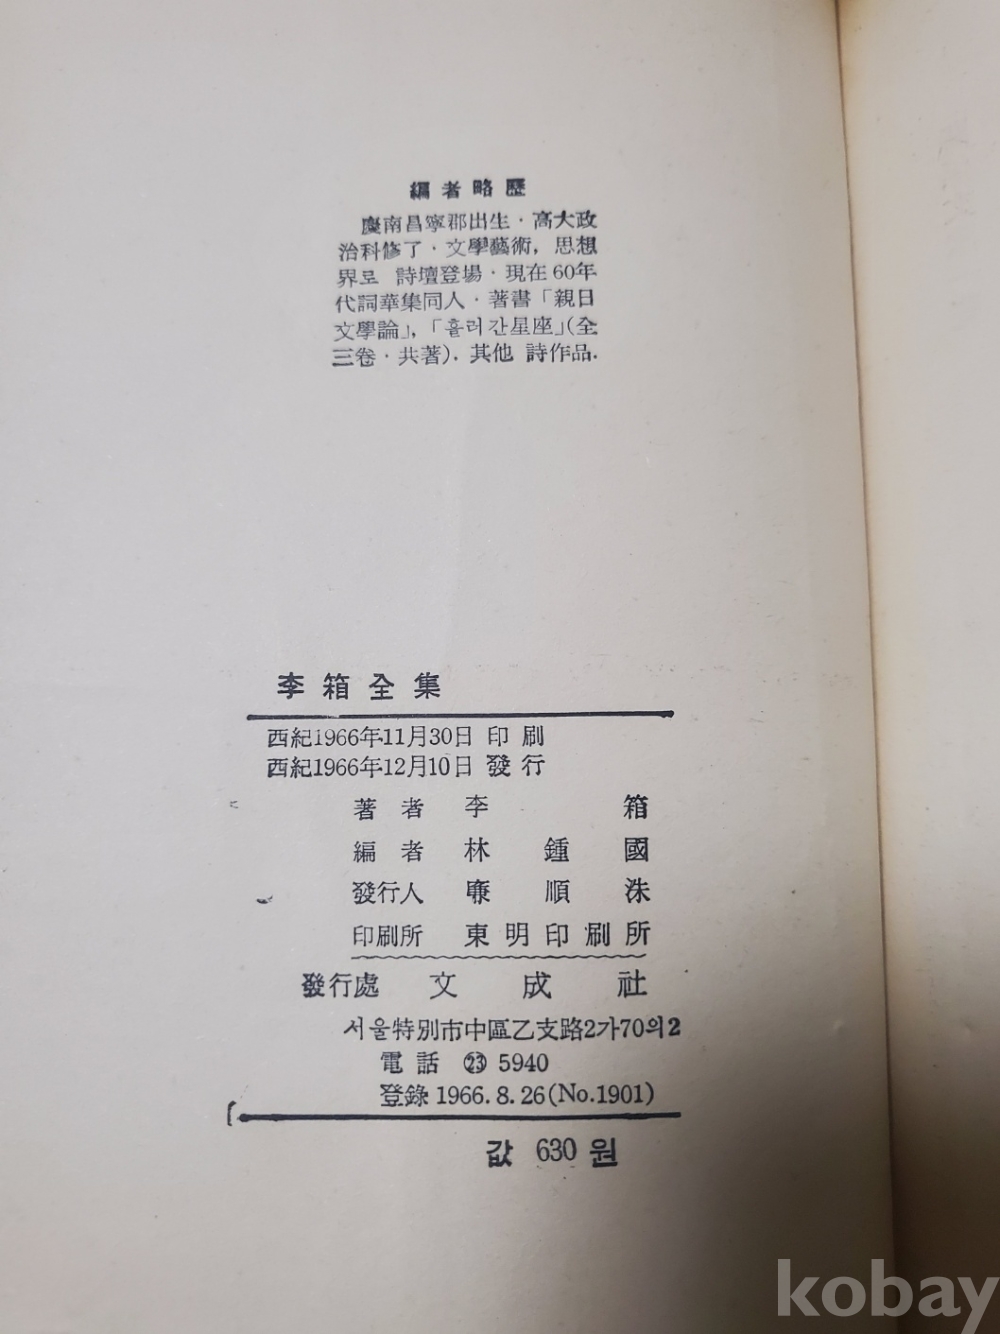 編者略歷
慶南昌寧郡出生·高大政
治科修了·文學藝術, 思想
界로 詩壇登場·現在60年
代詞華集同人·著書「親日
文學論」, 「흘러간星座」(全
三卷·共著). 其他 詩作品.
李箱全集
西紀1966年11月30日 印刷
西紀1966年12月10日 發行
著者 李箱
編者 林鍾國
發行人 順洙
印刷所 東明印刷所
發行處 文成社
서울特別市中區乙支路2가70의2
電話 ㉓ 5940
登錄 1966.8.26(No.1901)
값 630원
kobay